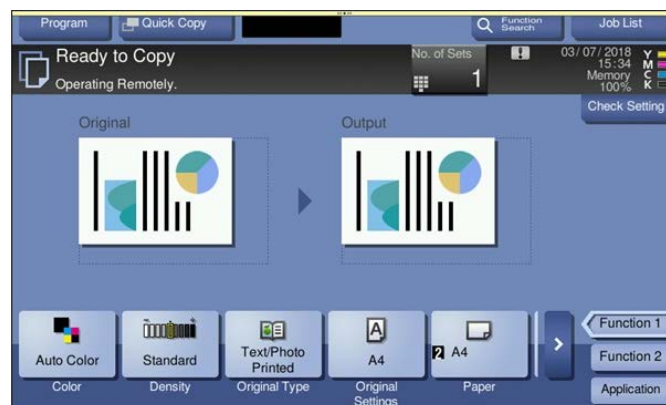 Program
Quick Copy
Function
Search
Job List
Ready to Copy
Operating Remotely.
No. of Sets
1
03/07/2018
15:34
Memory
100%
Y
M
C
K
Check Setting
Original
Output
Auto Color
Color
Standard
Density
Text/Photo
Printed
Original Type
A
A4
Original
Settings
2 A4
Paper
Function 1
Function 2
Application